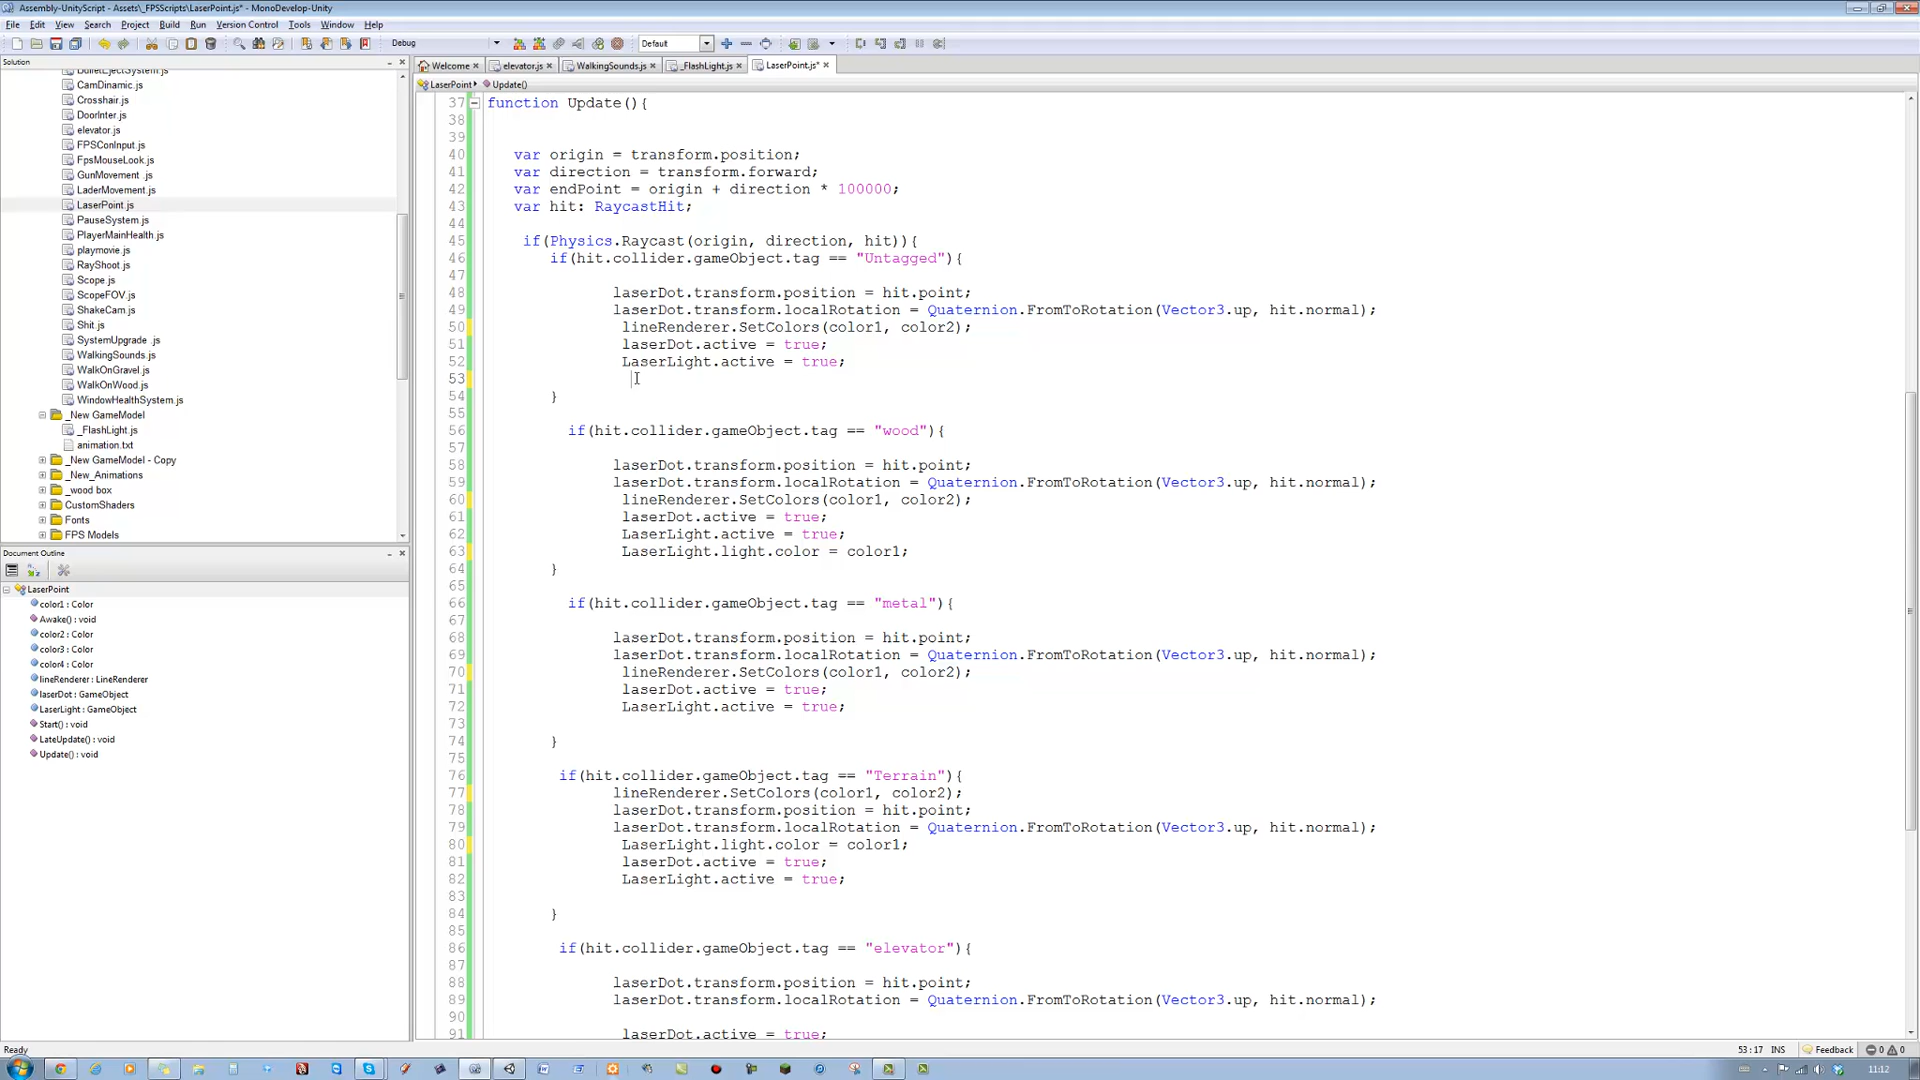 Assembly-UnityScript - Assets\_FPSScripts\LaserPoint.js* - MonoDevelop-Unity
File Edit View Search Project Build Run Version Control Tools Window Help
Debug Default
Solution
BulletEjectSystem.js
CamDinamic.js
Crosshair.js
DoorInter.js
elevator.js
FPSConInput.js
FpsMouseLook.js
GunMovement .js
LaderMovement.js
LaserPoint.js
PauseSystem.js
PlayerMainHealth.js
playmovie.js
RayShoot.js
Scope.js
ScopeFOV.js
ShakeCam.js
Shit.js
SystemUpgrade .js
WalkingSounds.js
WalkOnGravel.js
WalkOnWood.js
WindowHealthSystem.js
_New GameModel
_FlashLight.js
animation.txt
_New GameModel - Copy
_New_Animations
_wood box
CustomShaders
Fonts
FPS Models
Document Outline
LaserPoint
color1 : Color
Awake() : void
color2 : Color
color3 : Color
color4 : Color
lineRenderer : LineRenderer
laserDot : GameObject
LaserLight : GameObject
Start() : void
LateUpdate() : void
Update() : void
Welcome elevator.js WalkingSounds.js _FlashLight.js LaserPoint.js*
LaserPoint Update()
37 function Update(){
38
39
40 var origin = transform.position;
41 var direction = transform.forward;
42 var endPoint = origin + direction * 100000;
43 var hit: RaycastHit;
44
45 if(Physics.Raycast(origin, direction, hit)){
46 if(hit.collider.gameObject.tag == "Untagged"){
47
48 laserDot.transform.position = hit.point;
49 laserDot.transform.localRotation = Quaternion.FromToRotation(Vector3.up, hit.normal);
50 lineRenderer.SetColors(color1, color2);
51 laserDot.active = true;
52 LaserLight.active = true;
53
54 }
55
56 if(hit.collider.gameObject.tag == "wood"){
57
58 laserDot.transform.position = hit.point;
59 laserDot.transform.localRotation = Quaternion.FromToRotation(Vector3.up, hit.normal);
60 lineRenderer.SetColors(color1, color2);
61 laserDot.active = true;
62 LaserLight.active = true;
63 LaserLight.light.color = color1;
64 }
65
66 if(hit.collider.gameObject.tag == "metal"){
67
68 laserDot.transform.position = hit.point;
69 laserDot.transform.localRotation = Quaternion.FromToRotation(Vector3.up, hit.normal);
70 lineRenderer.SetColors(color1, color2);
71 laserDot.active = true;
72 LaserLight.active = true;
73
74 }
75
76 if(hit.collider.gameObject.tag == "Terrain"){
77 lineRenderer.SetColors(color1, color2);
78 laserDot.transform.position = hit.point;
79 laserDot.transform.localRotation = Quaternion.FromToRotation(Vector3.up, hit.normal);
80 LaserLight.light.color = color1;
81 laserDot.active = true;
82 LaserLight.active = true;
83
84 }
85
86 if(hit.collider.gameObject.tag == "elevator"){
87
88 laserDot.transform.position = hit.point;
89 laserDot.transform.localRotation = Quaternion.FromToRotation(Vector3.up, hit.normal);
90
91 laserDot.active = true;
Ready 53 : 17 INS Feedback 0 0
11:12